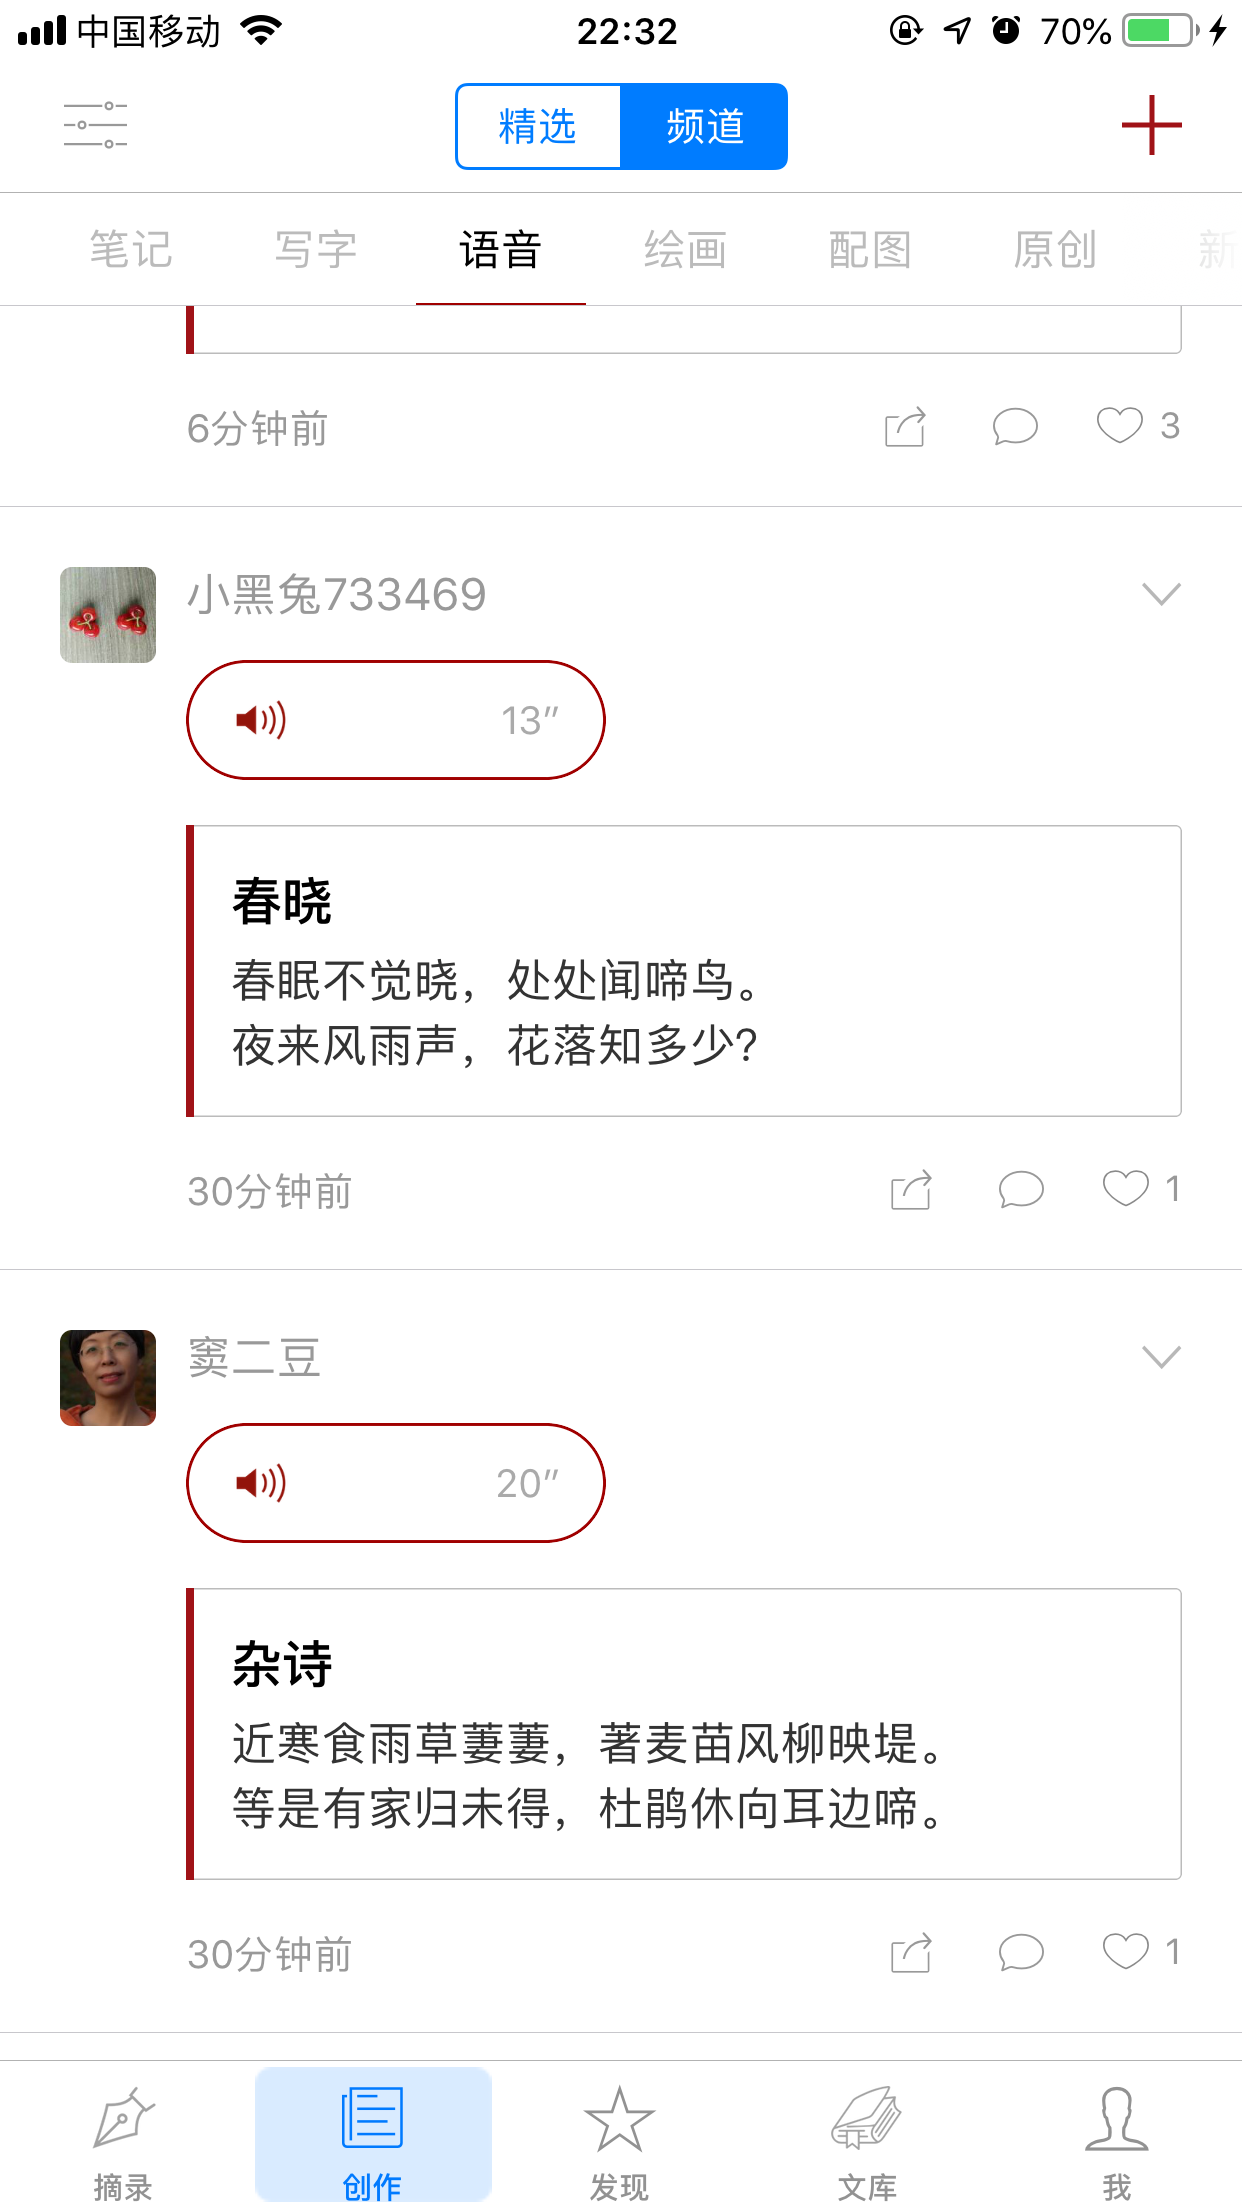 中国移动 22:32 70%
精选 频道
笔记 写字 语音 绘画 配图 原创 新
6分钟前 3
小黑兔733469
13″
春晓
春眠不觉晓，处处闻啼鸟。
夜来风雨声，花落知多少?
30分钟前 1
窦二豆
20″
杂诗
近寒食雨草萋萋，著麦苗风柳映堤。
等是有家归未得，杜鹃休向耳边啼。
30分钟前 1
摘录 创作 发现 文库 我